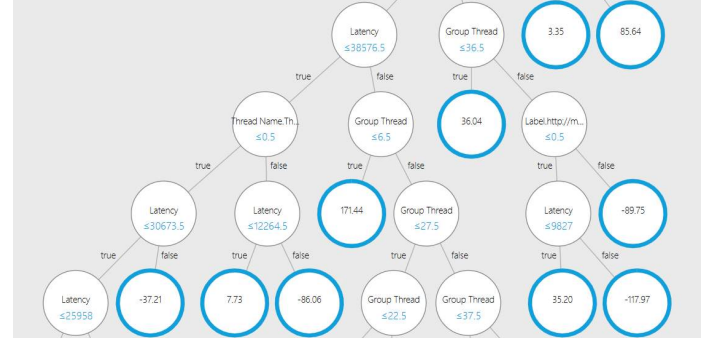 3.35
85.64
Latency
≤38576.5
Group Thread
≤36.5
true
false
true
false
Thread Name.Th...
≤0.5
Group Thread
≤6.5
36.04
Label.http://m...
≤0.5
true
false
true
false
true
false
Latency
≤30673.5
Latency
≤12264.5
171.44
Group Thread
≤27.5
Latency
≤9827
-89.75
true
false
true
false
true
false
true
false
Latency
≤25958
-37.21
7.73
-86.06
Group Thread
≤22.5
Group Thread
≤37.5
35.20
-117.97